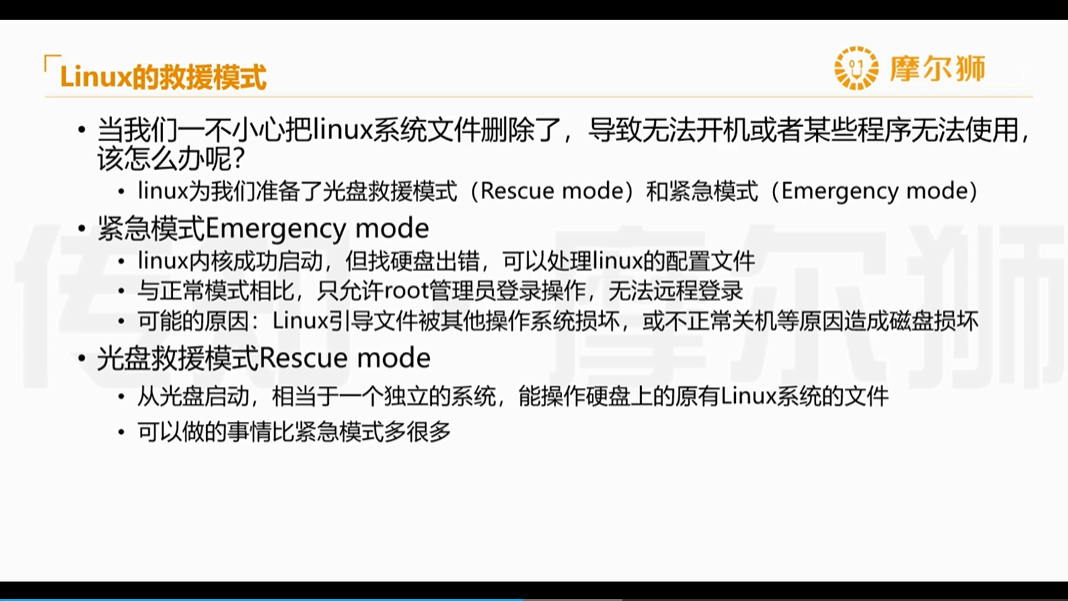 Linux的救援模式
摩尔狮
• 当我们一不小心把linux系统文件删除了，导致无法开机或者某些程序无法使用，
该怎么办呢？
• linux为我们准备了光盘救援模式（Rescue mode）和紧急模式（Emergency mode）
• 紧急模式Emergency mode
• linux内核成功启动，但找硬盘出错，可以处理linux的配置文件
• 与正常模式相比，只允许root管理员登录操作，无法远程登录
• 可能的原因：Linux引导文件被其他操作系统损坏，或不正常关机等原因造成磁盘损坏
• 光盘救援模式Rescue mode
• 从光盘启动，相当于一个独立的系统，能操作硬盘上的原有Linux系统的文件
• 可以做的事情比紧急模式多很多